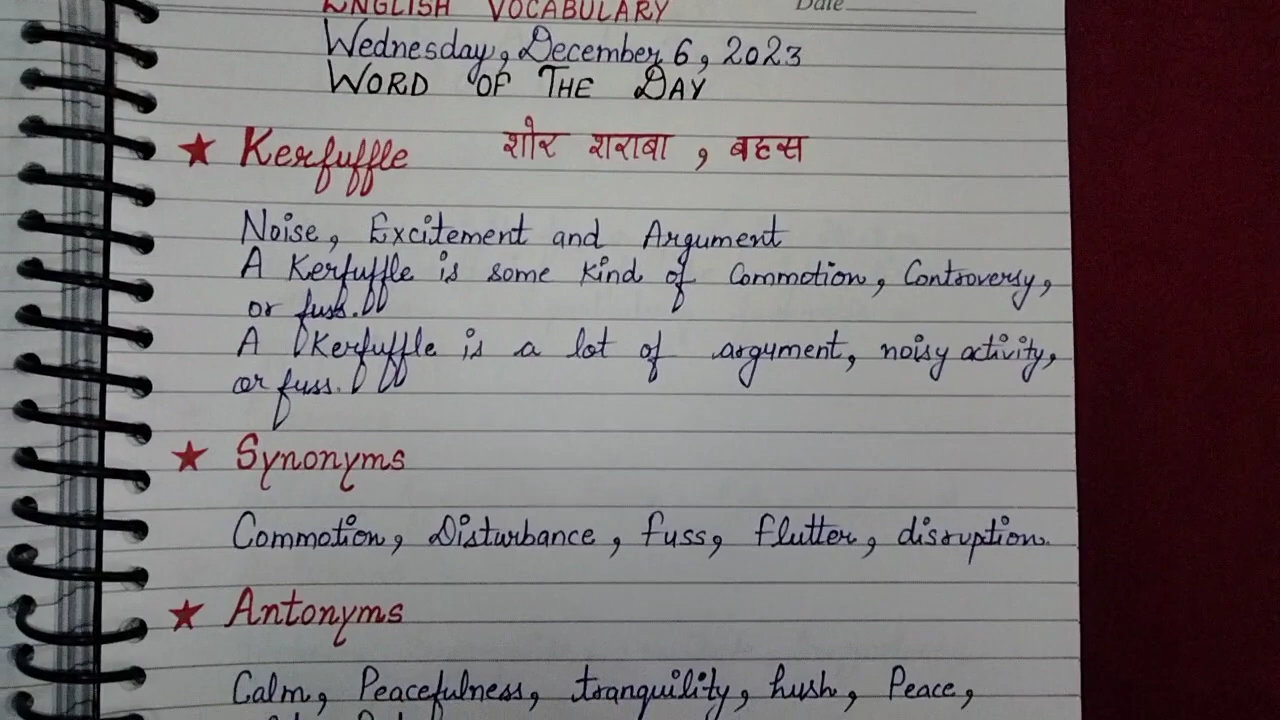 ENGLISH VOCABULARY Date
Wednesday, December 6, 2023
WORD OF THE DAY
★ Kerfuffle शोर शराबा, बहस
Noise, Excitement and Argument
A Kerfuffle is some kind of Commotion, Controversy,
or fuss.
A Kerfuffle is a lot of argument, noisy activity,
or fuss.
★ Synonyms
Commotion, Disturbance, fuss, flutter, disruption.
★ Antonyms
Calm, Peacefulness, tranquility, hush, Peace,